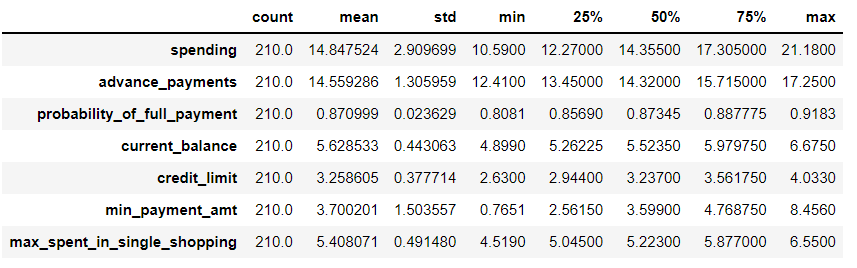 count mean std min 25% 50% 75% max
spending 210.0 14.847524 2.909699 10.5900 12.27000 14.35500 17.305000 21.1800
advance_payments 210.0 14.559286 1.305959 12.4100 13.45000 14.32000 15.715000 17.2500
probability_of_full_payment 210.0 0.870999 0.023629 0.8081 0.85690 0.87345 0.887775 0.9183
current_balance 210.0 5.628533 0.443063 4.8990 5.26225 5.52350 5.979750 6.6750
credit_limit 210.0 3.258605 0.377714 2.6300 2.94400 3.23700 3.561750 4.0330
min_payment_amt 210.0 3.700201 1.503557 0.7651 2.56150 3.59900 4.768750 8.4560
max_spent_in_single_shopping 210.0 5.408071 0.491480 4.5190 5.04500 5.22300 5.877000 6.5500